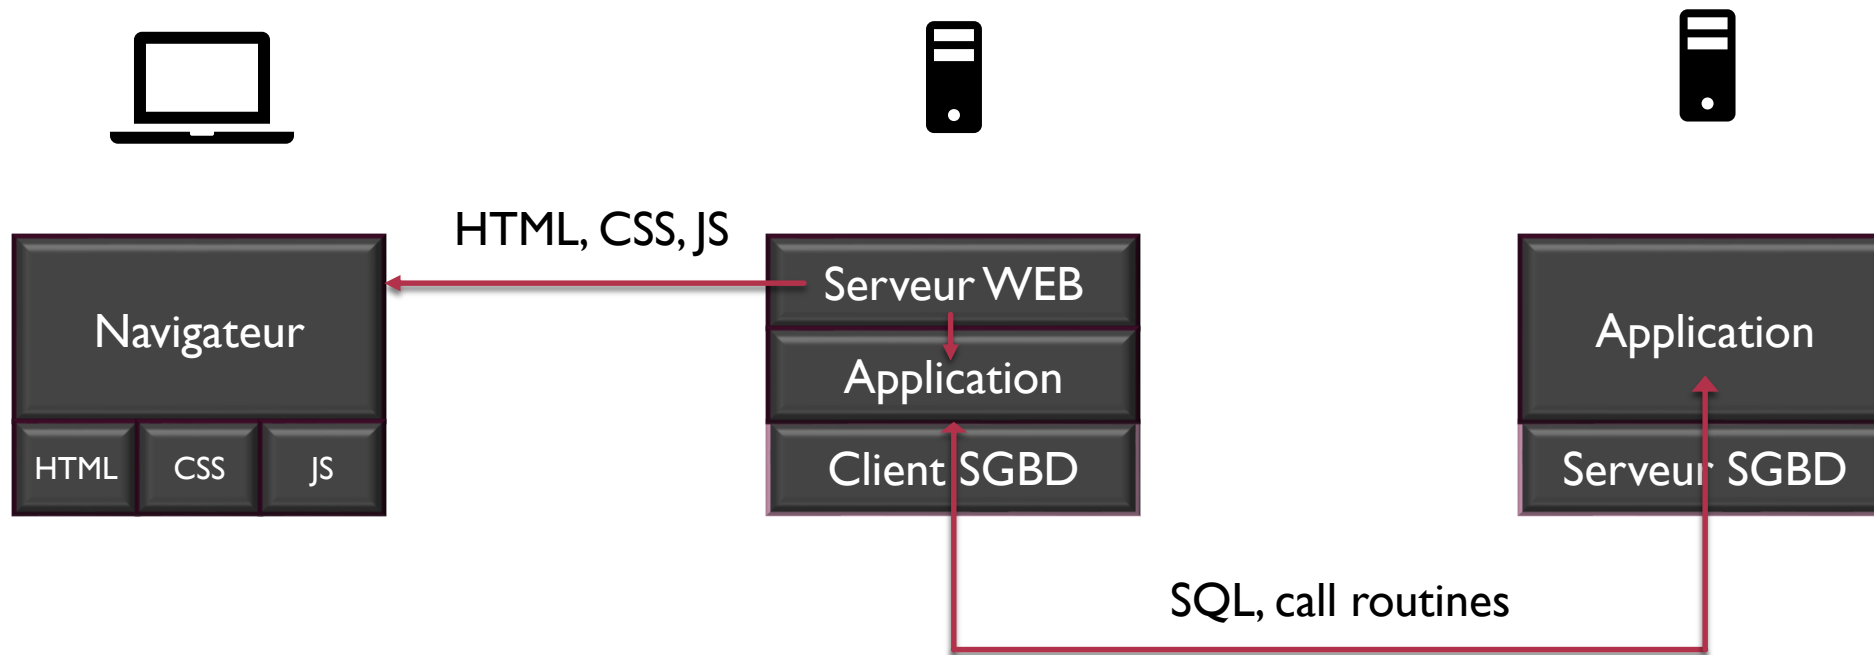 HTML, CSS, JS
Navigateur
HTML
CSS
JS
Serveur WEB
Application
Client SGBD
Application
Serveur SGBD
SQL, call routines